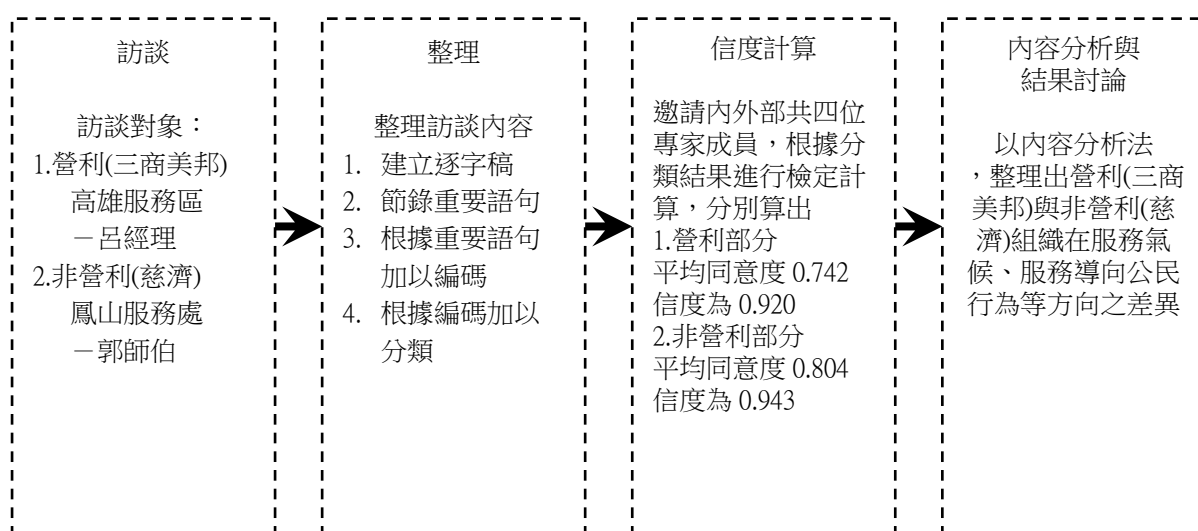 訪談
訪談對象：
1.營利(三商美邦)
高雄服務區
－呂經理
2.非營利(慈濟)
鳳山服務處
－郭師伯
整理
整理訪談內容
1. 建立逐字稿
2. 節錄重要語句
3. 根據重要語句
加以編碼
4. 根據編碼加以
分類
信度計算
邀請內外部共四位
專家成員，根據分
類結果進行檢定計
算，分別算出
1.營利部分
平均同意度 0.742
信度為 0.920
2.非營利部分
平均同意度 0.804
信度為 0.943
內容分析與
結果討論
以內容分析法
，整理出營利(三商
美邦)與非營利(慈
濟)組織在服務氣
候、服務導向公民
行為等方向之差異